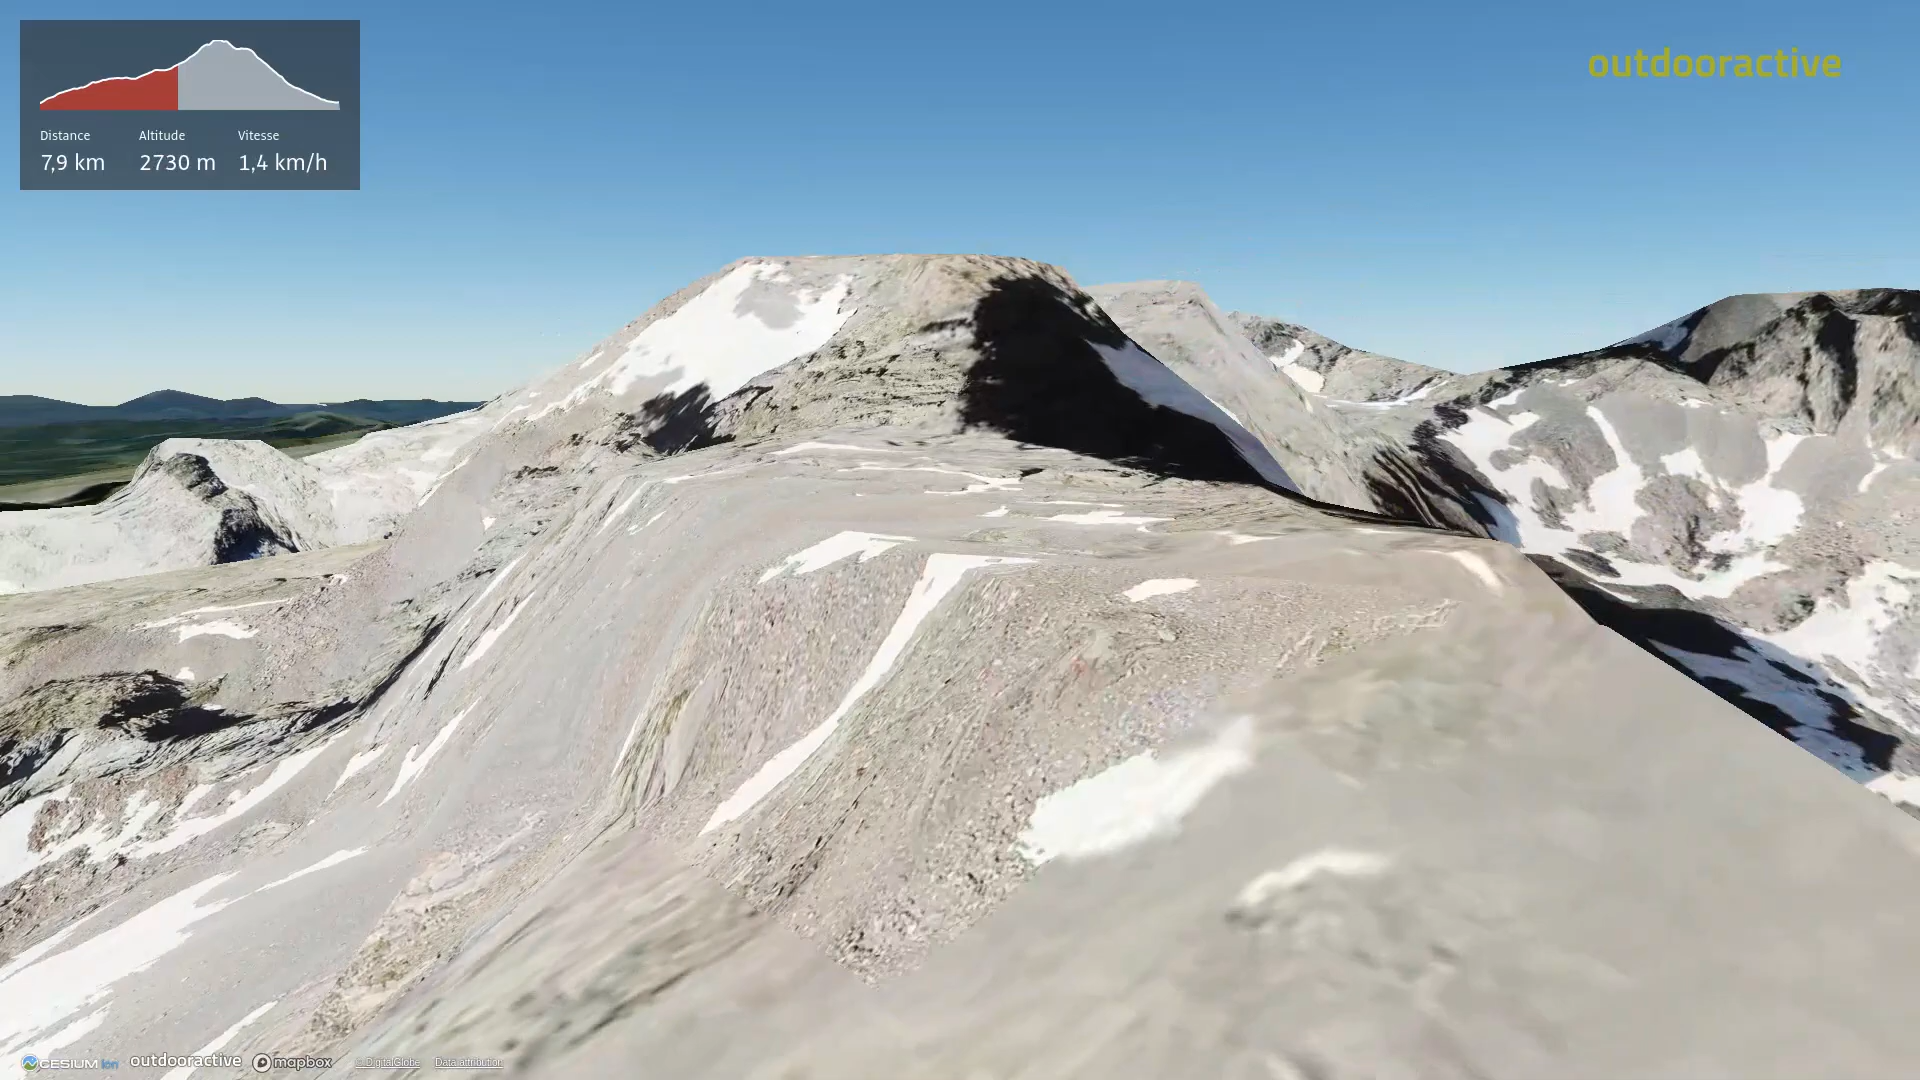 outdooractive
Distance Altitude Vitesse
7,9 km 2730 m 1,4 km/h
CESIUM ion outdooractive mapbox © DigitalGlobe Data attribution